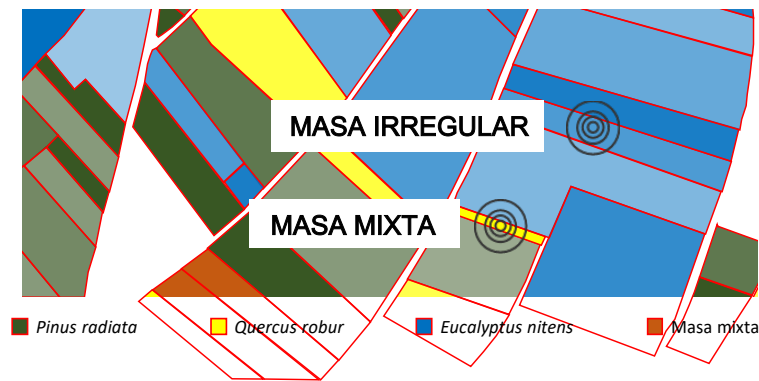 MASA IRREGULAR
MASA MIXTA
Pinus radiata
Quercus robur
Eucalyptus nitens
Masa mixta